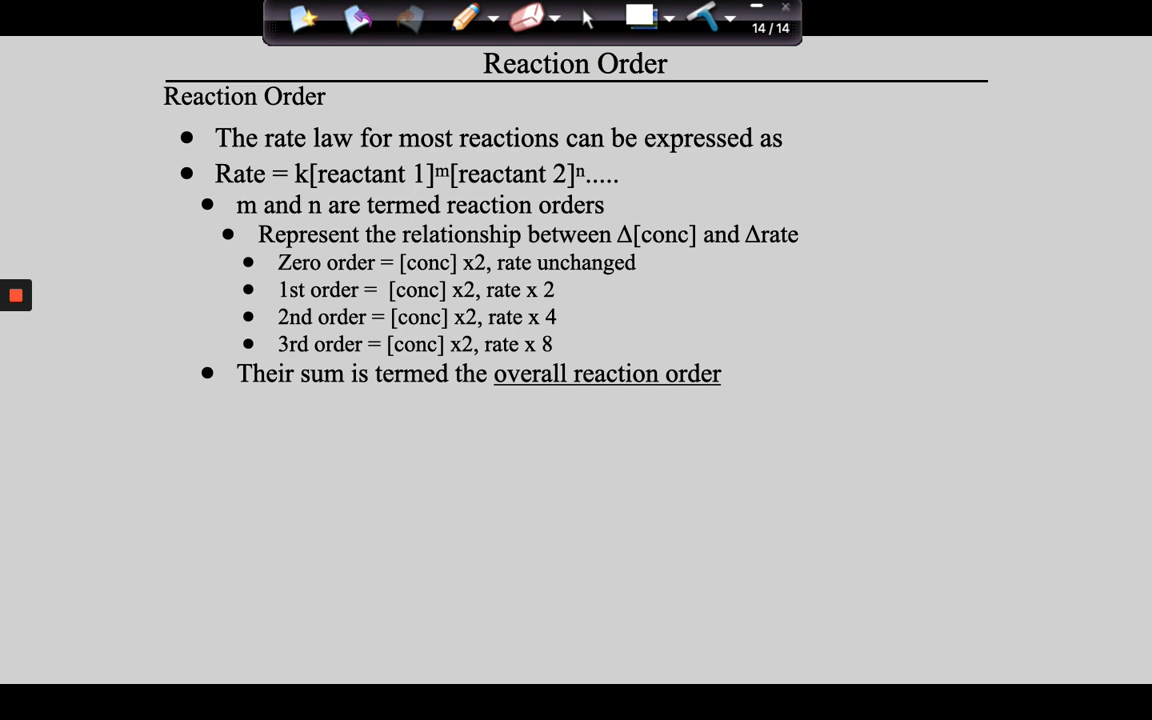 14 / 14
Reaction Order
Reaction Order
• The rate law for most reactions can be expressed as
• Rate = k[reactant 1]ᵐ[reactant 2]ⁿ.....
• m and n are termed reaction orders
• Represent the relationship between Δ[conc] and Δrate
• Zero order = [conc] x2, rate unchanged
• 1st order =  [conc] x2, rate x 2
• 2nd order = [conc] x2, rate x 4
• 3rd order = [conc] x2, rate x 8
• Their sum is termed the overall reaction order